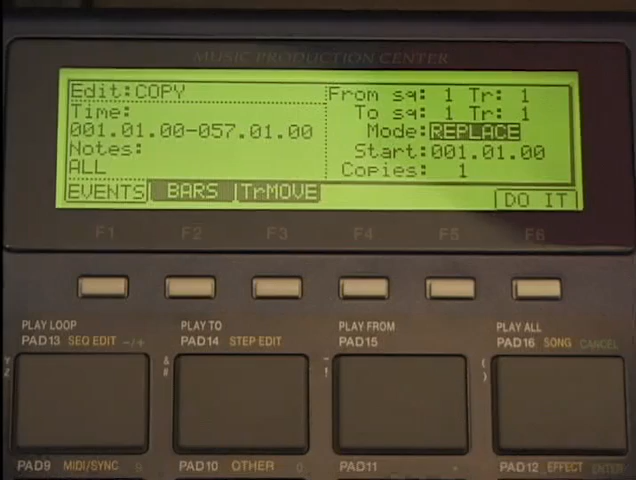 MUSIC PRODUCTION CENTER
Edit:COPY
Time:
001.01.00-057.01.00
Notes:
ALL
From sq: 1 Tr: 1
To sq: 1 Tr: 1
Mode:REPLACE
Start:001.01.00
Copies: 1
EVENTS BARS TrMOVE DO IT
F1 F2 F3 F4 F5 F6
PLAY LOOP PLAY TO PLAY FROM PLAY ALL
PAD13 SEQ EDIT -/+ PAD14 STEP EDIT PAD15 PAD16 SONG CANCEL
Y & - (
Z # ! )
PAD9 MIDI/SYNC 9 PAD10 OTHER 0 PAD11 . PAD12 EFFECT ENTER